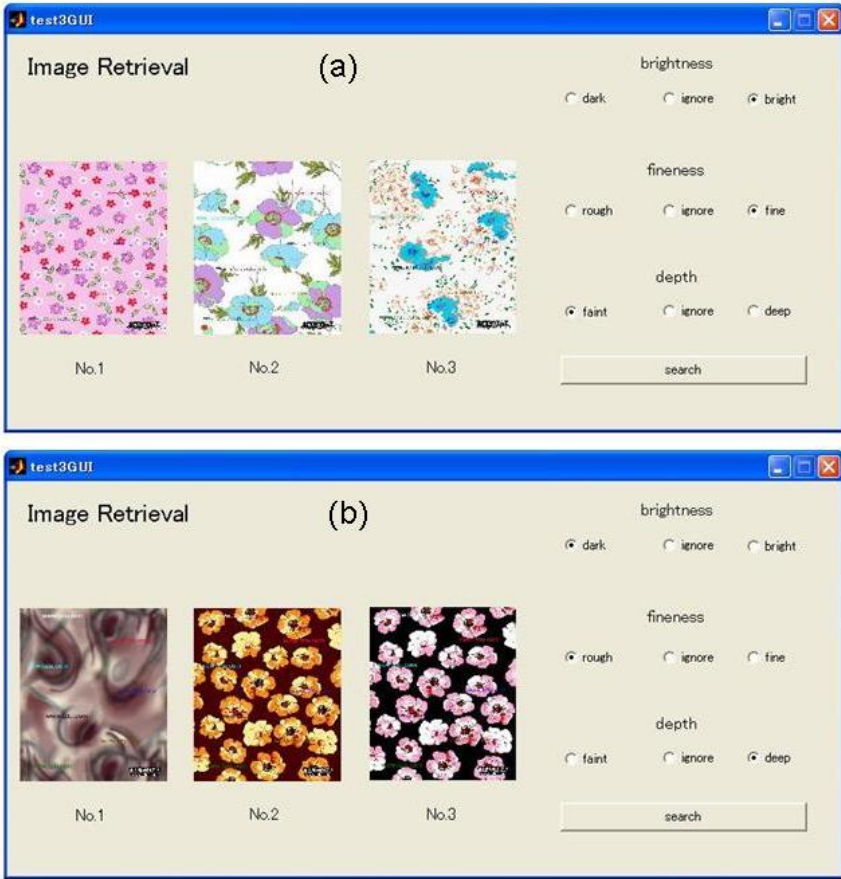 test3GUI
Image Retrieval
(a)
brightness
dark ignore bright
fineness
rough ignore fine
depth
faint ignore deep
No.1 No.2 No.3
search
test3GUI
Image Retrieval
(b)
brightness
dark ignore bright
fineness
rough ignore fine
depth
faint ignore deep
No.1 No.2 No.3
search